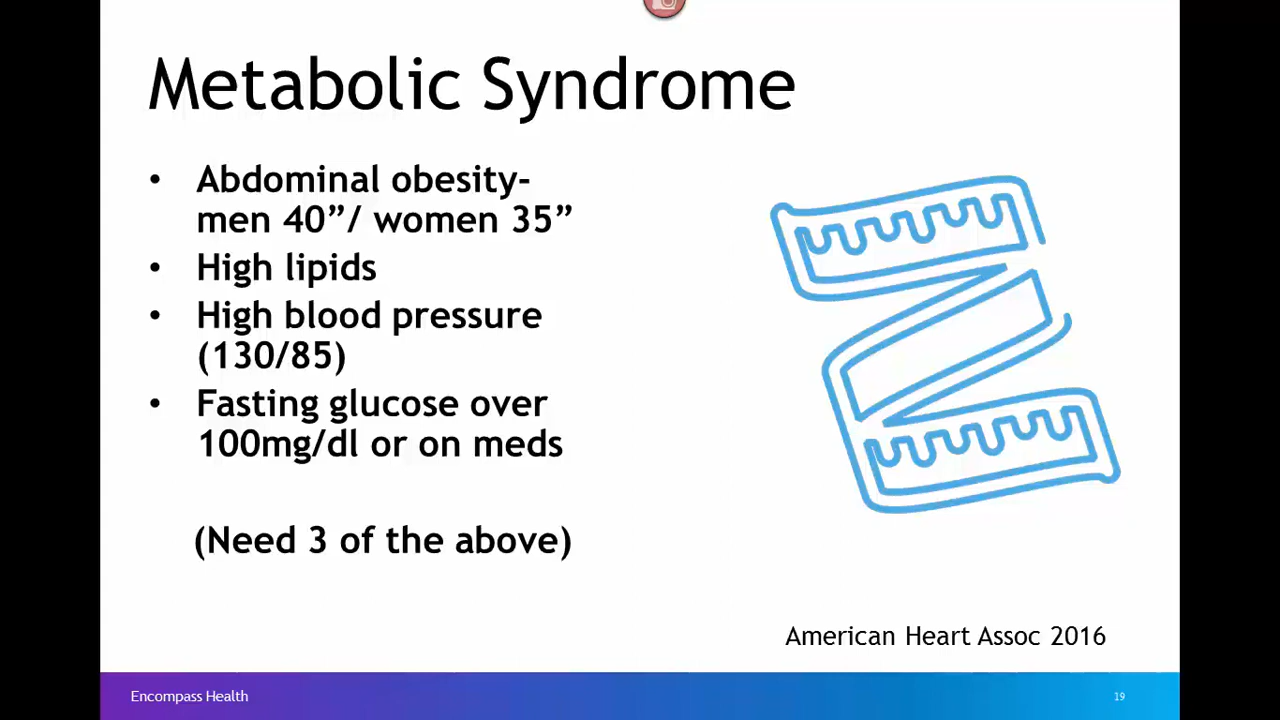 Metabolic Syndrome
• Abdominal obesity-
men 40”/ women 35”
• High lipids
• High blood pressure
(130/85)
• Fasting glucose over
100mg/dl or on meds
(Need 3 of the above)
American Heart Assoc 2016
Encompass Health
19